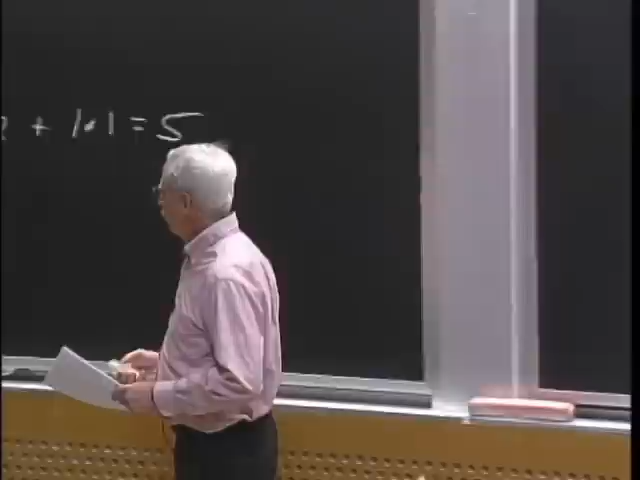 + 1•1 = 5